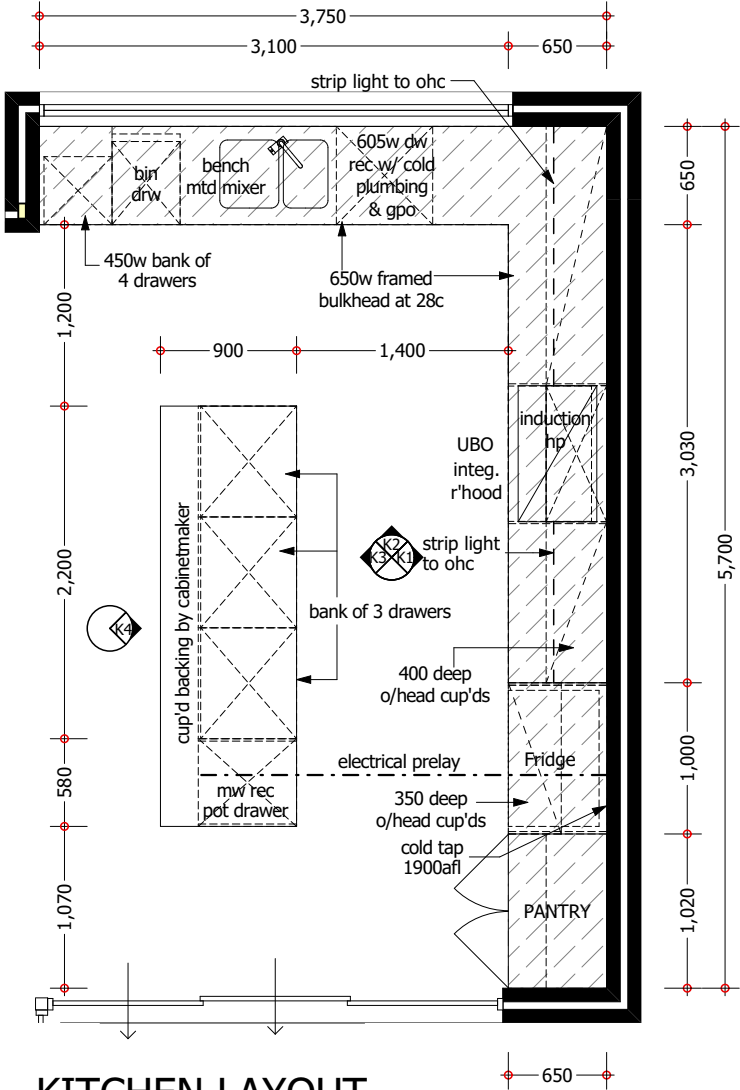 3,750
3,100
650
strip light to ohc
bin
drw
bench
mtd mixer
605w dw
rec w/ cold
plumbing
& gpo
650
450w bank of
4 drawers
650w framed
bulkhead at 28c
1,200
900
1,400
induction
hp
UBO
integ.
r'hood
3,030
5,700
2,200
cup'd backing by cabinetmaker
K2
K3
K1
strip light
to ohc
K4
bank of 3 drawers
400 deep
o/head cup'ds
electrical prelay
Fridge
1,000
580
mw rec
pot drawer
350 deep
o/head cup'ds
cold tap
1900afl
1,070
PANTRY
1,020
KITCHEN LAYOUT
650